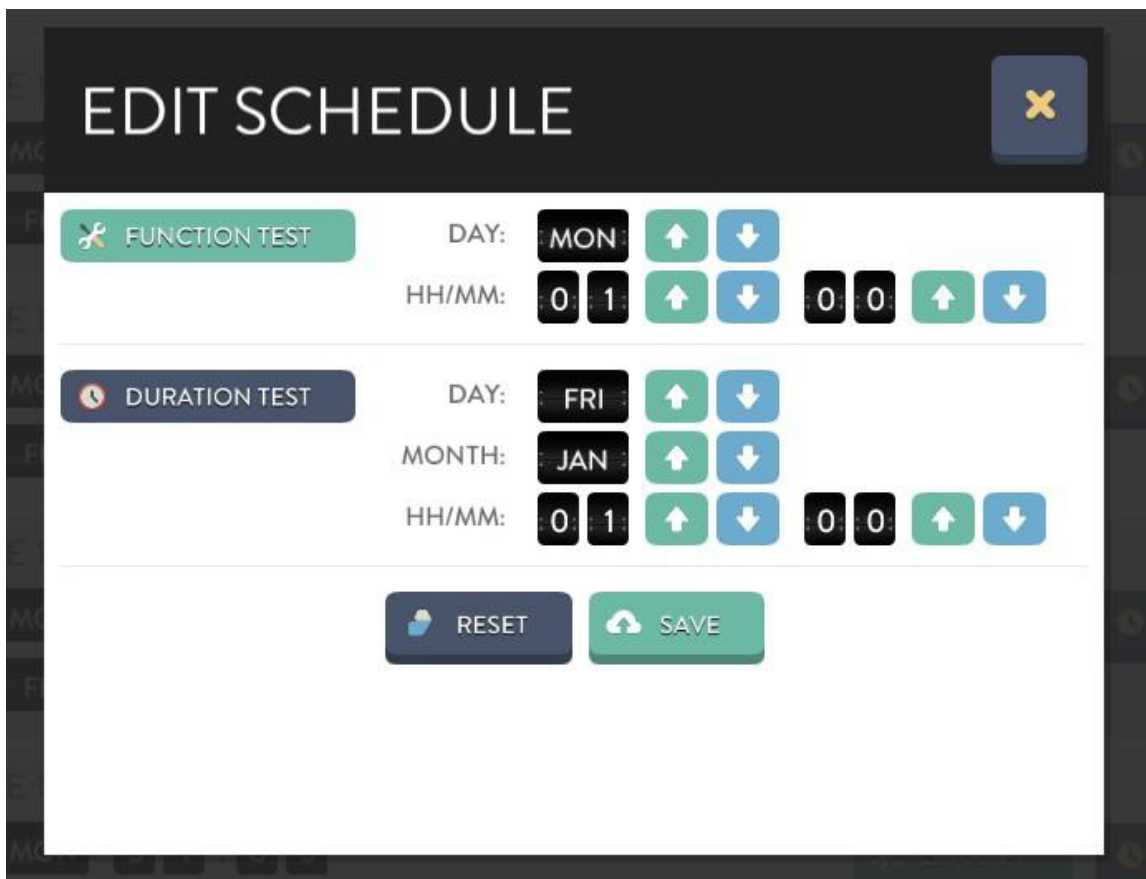 EDIT SCHEDULE
FUNCTION TEST DAY: MON
HH/MM: 0 1 0 0
DURATION TEST DAY: FRI
MONTH: JAN
HH/MM: 0 1 0 0
RESET SAVE